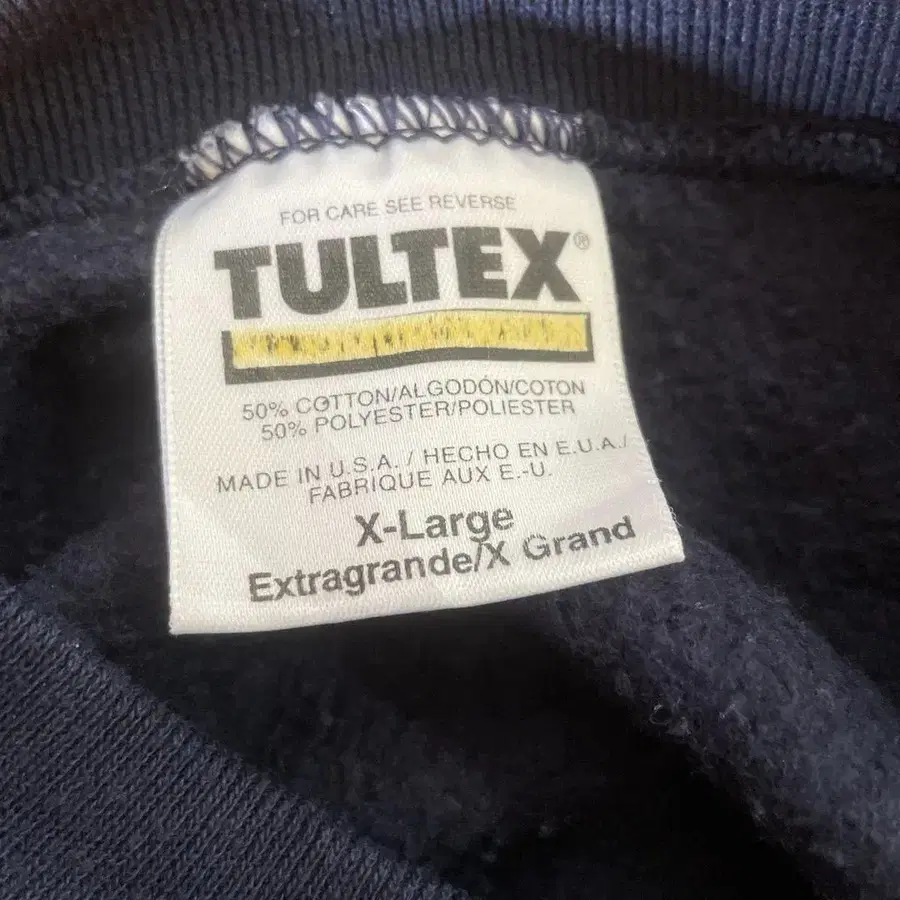 FOR CARE SEE REVERSE
TULTEX®
50% COTTON/ALGODÓN/COTON
50% POLYESTER/POLIESTER
MADE IN U.S.A. / HECHO EN E.U.A./
FABRIQUE AUX E.-U.
X-Large
Extragrande/X Grand